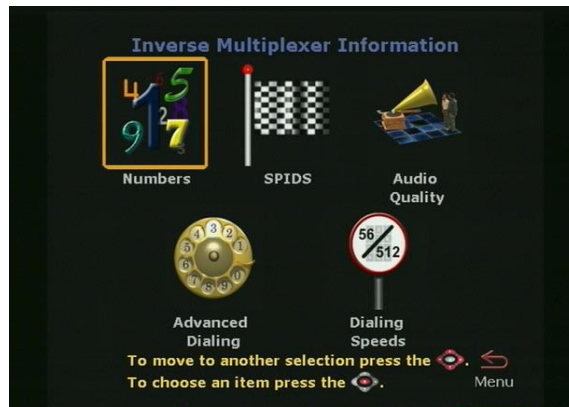 Inverse Multiplexer Information
Numbers
SPIDS
Audio
Quality
Advanced
Dialing
Dialing
Speeds
56
512
To move to another selection press the .
To choose an item press the .
Menu